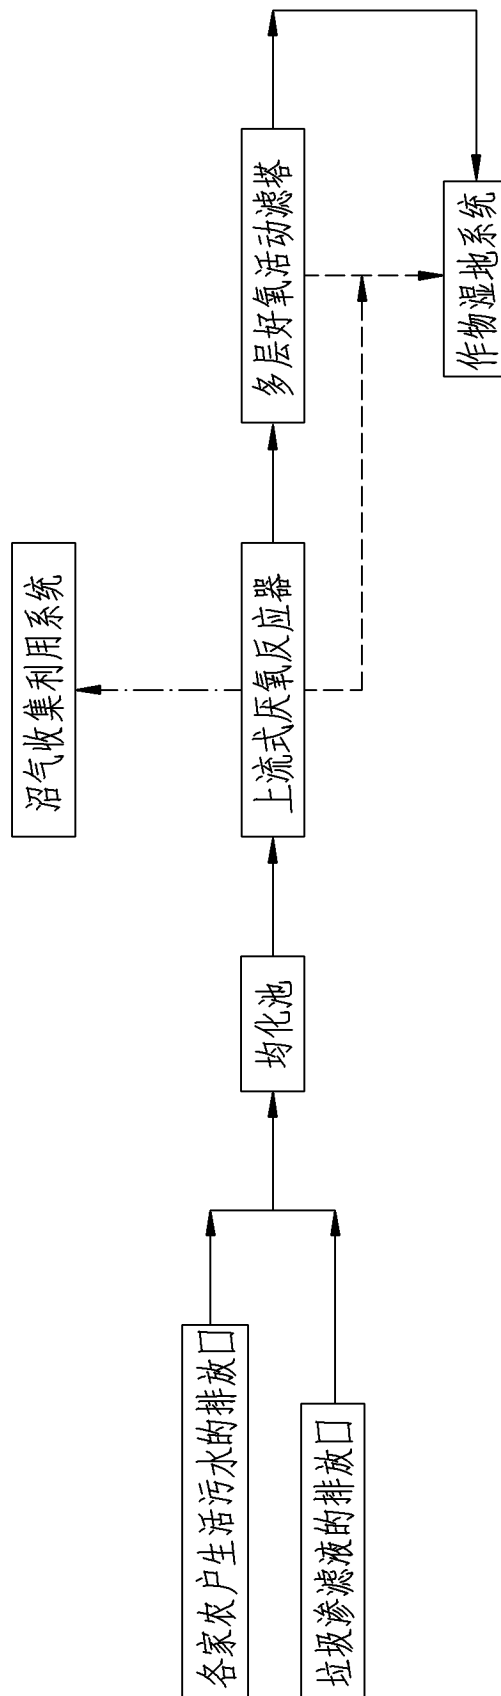 各家农户生活污水的排放口
垃圾渗滤液的排放口
均化池
沼气收集利用系统
上流式厌氧反应器
多层好氧活动滤塔
作物湿地系统